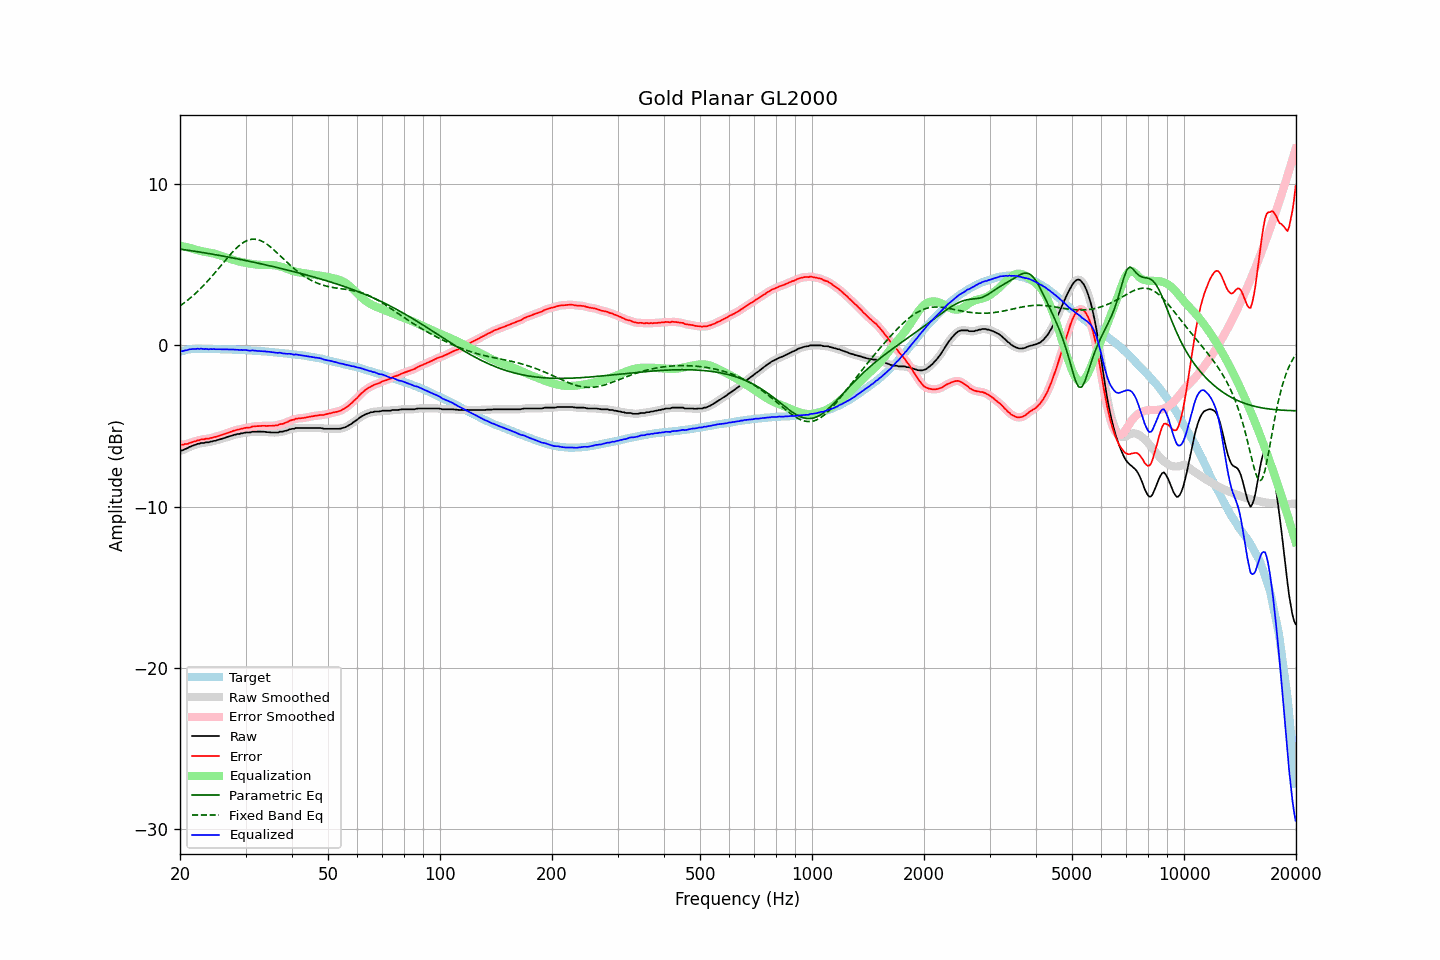 Gold Planar GL2000
Amplitude (dBr)
10
0
−10
−20
−30
Target
Raw Smoothed
Error Smoothed
Raw
Error
Equalization
Parametric Eq
Fixed Band Eq
Equalized
20 50 100 200 500 1000 2000 5000 10000 20000
Frequency (Hz)